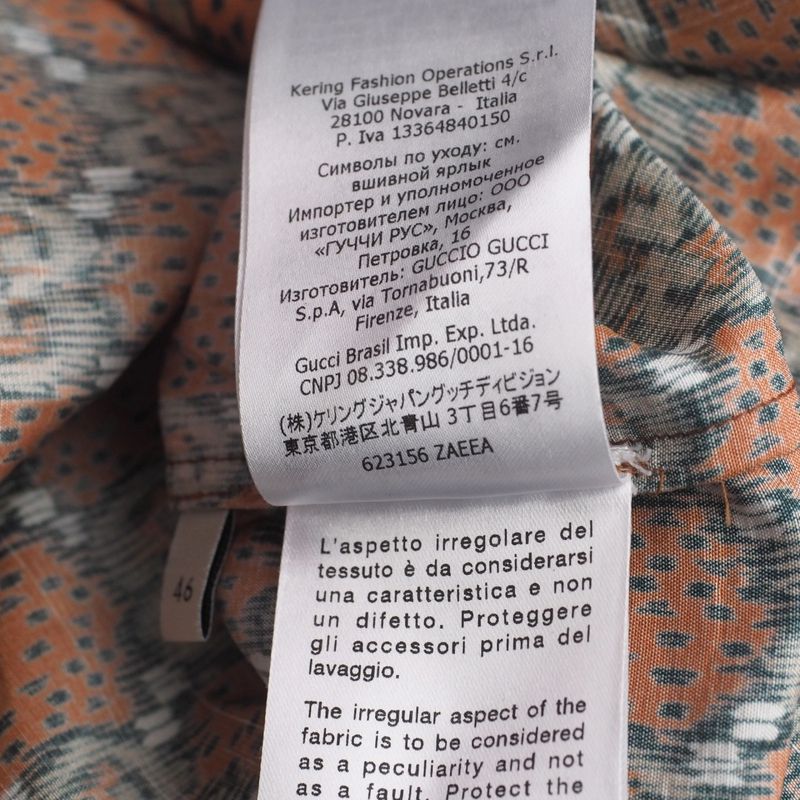 Kering Fashion Operations S.r.l.
Via Giuseppe Belletti 4/c
28100 Novara - Italia
P. Iva 13364840150
Символы по уходу: см.
вшивной ярлык
Импортер и уполномоченное
изготовителем лицо: ООО
«ГУЧЧИ РУС», Москва,
Петровка, 16
Изготовитель: GUCCIO GUCCI
S.p.A, via Tornabuoni,73/R
Firenze, Italia
Gucci Brasil Imp. Exp. Ltda.
CNPJ 08.338.986/0001-16
(株)ケリングジャパングッチディビジョン
東京都港区北青山 3丁目6番7号
623156 ZAEEA
46
L'aspetto irregolare del
tessuto è da considerarsi
una caratteristica e non
un difetto. Proteggere
gli accessori prima del
lavaggio.
The irregular aspect of the
fabric is to be considered
as a peculiarity and not
as a fault. Protect the